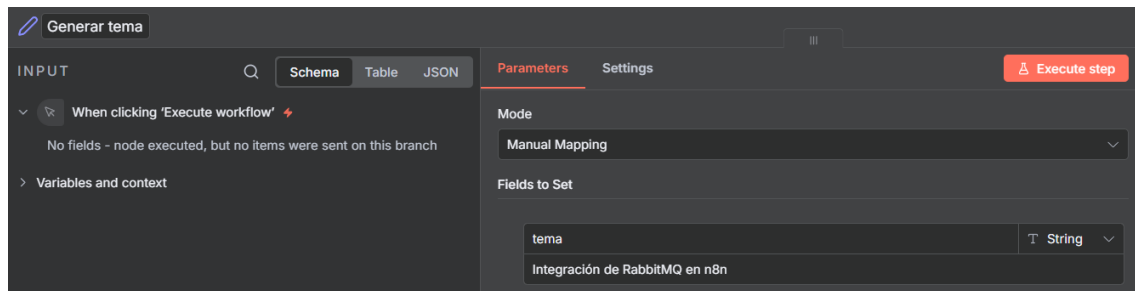 Generar tema
INPUT
Schema Table JSON
When clicking ‘Execute workflow’
No fields - node executed, but no items were sent on this branch
Variables and context
Parameters Settings
Execute step
Mode
Manual Mapping
Fields to Set
tema
T String
Integración de RabbitMQ en n8n